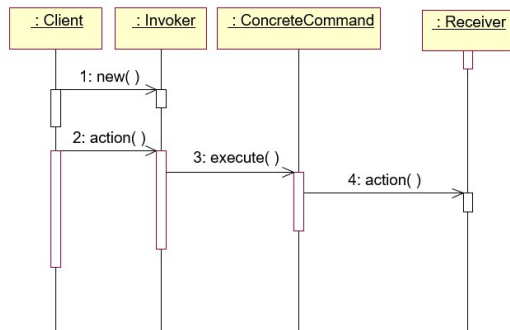 : Client
: Invoker
: ConcreteCommand
: Receiver
1: new( )
2: action( )
3: execute( )
4: action( )